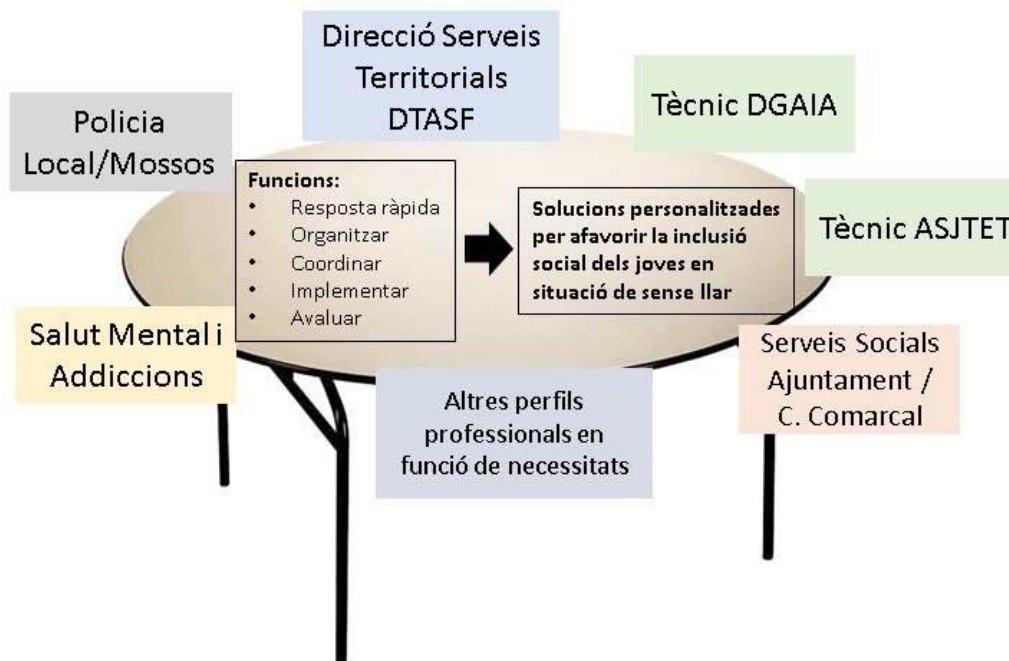 Direcció Serveis
Territorials
DTASF
Tècnic DGAIA
Policia
Local/Mossos
Funcions:
• Resposta ràpida
• Organitzar
• Coordinar
• Implementar
• Avaluar
Solucions personalitzades
per afavorir la inclusió
social dels joves en
situació de sense llar
Tècnic ASJTET
Salut Mental i
Addiccions
Altres perfils
professionals en
funció de necessitats
Serveis Socials
Ajuntament /
C. Comarcal